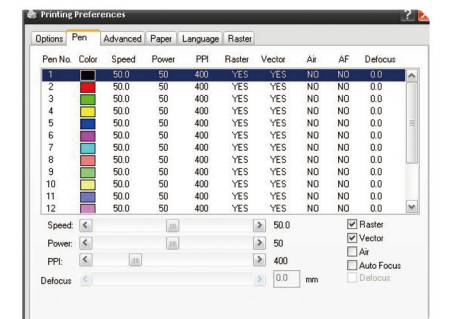 Printing Preferences
Options Pen Advanced Paper Language Raster
Pen No. Color Speed Power PPI Raster Vector Air AF Defocus
1 50.0 50 400 YES YES NO NO 0.0
2 50.0 50 400 YES YES NO NO 0.0
3 50.0 50 400 YES YES NO NO 0.0
4 50.0 50 400 YES YES NO NO 0.0
5 50.0 50 400 YES YES NO NO 0.0
6 50.0 50 400 YES YES NO NO 0.0
7 50.0 50 400 YES YES NO NO 0.0
8 50.0 50 400 YES YES NO NO 0.0
9 50.0 50 400 YES YES NO NO 0.0
10 50.0 50 400 YES YES NO NO 0.0
11 50.0 50 400 YES YES NO NO 0.0
12 50.0 50 400 YES YES NO NO 0.0
Speed: 50.0 Raster
Power: 50 Vector
Air
PPI: 400 Auto Focus
Defocus 0.0 mm Defocus